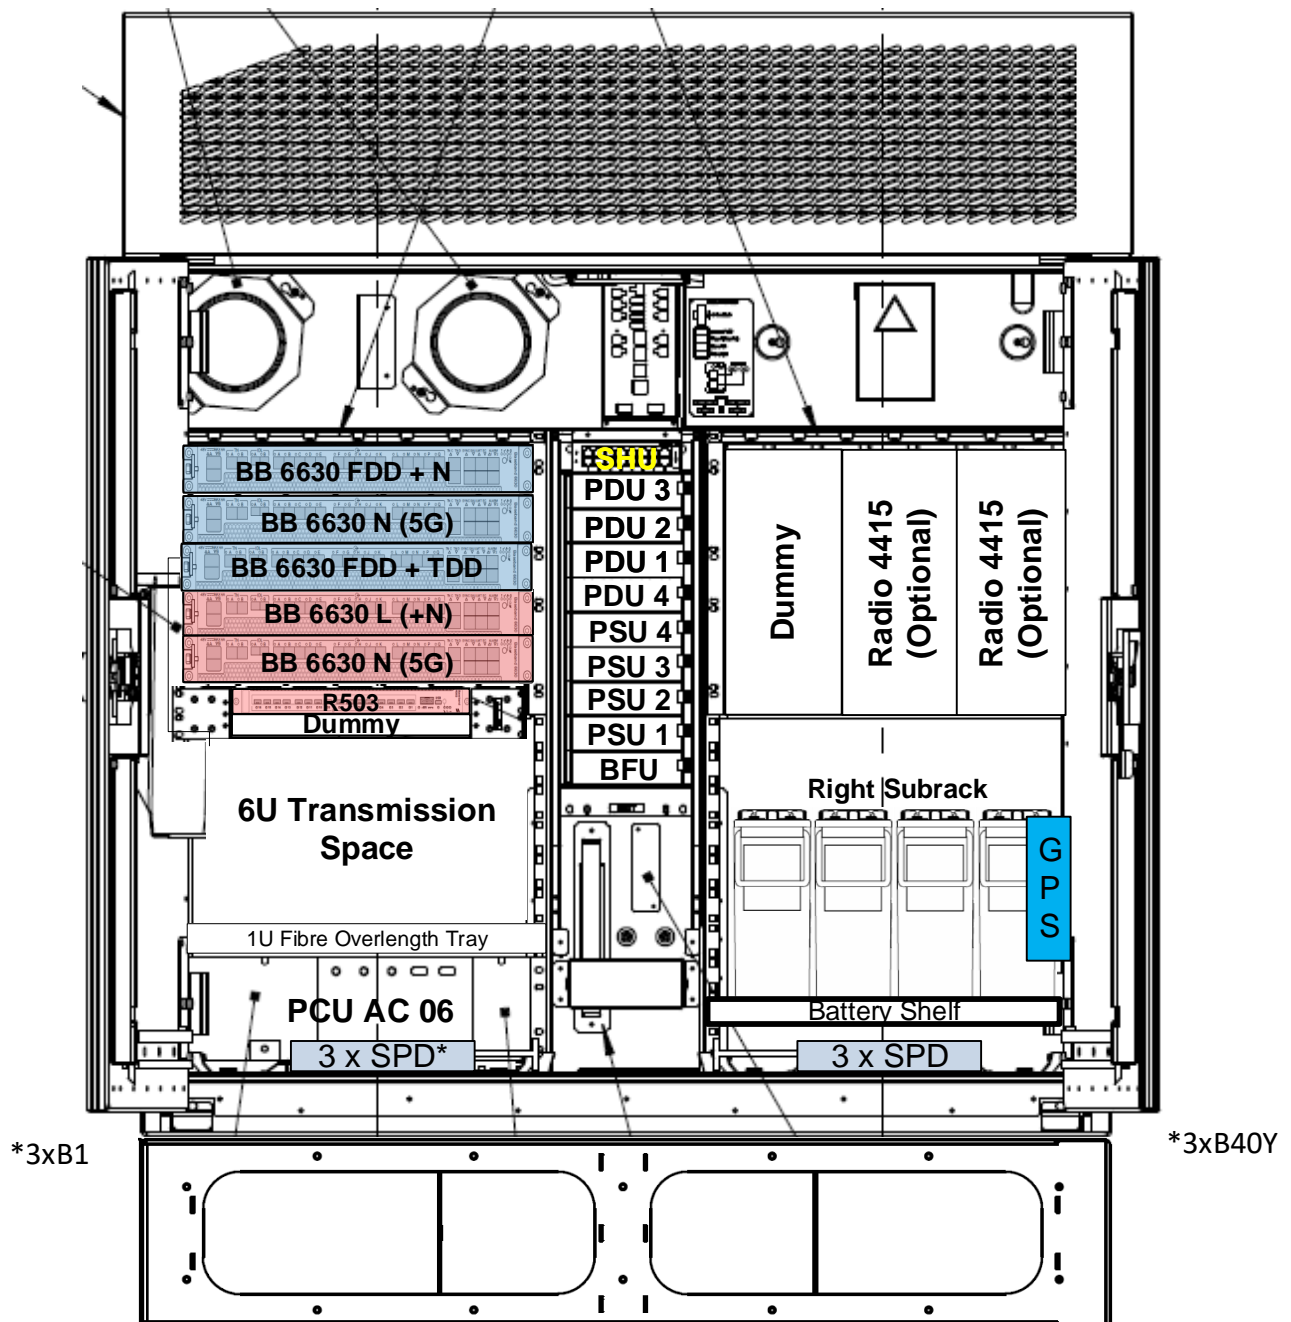 BB 6630 FDD + N
BB 6630 N (5G)
BB 6630 FDD + TDD
BB 6630 L (+N)
BB 6630 N (5G)
R503
Dummy
6U Transmission
Space
1U Fibre Overlength Tray
PCU AC 06
3 x SPD*
*3xB1
SHU
PDU 3
PDU 2
PDU 1
PDU 4
PSU 4
PSU 3
PSU 2
PSU 1
BFU
Dummy
Radio 4415
(Optional)
Radio 4415
(Optional)
Right Subrack
G
P
S
Battery Shelf
3 x SPD
*3xB40Y